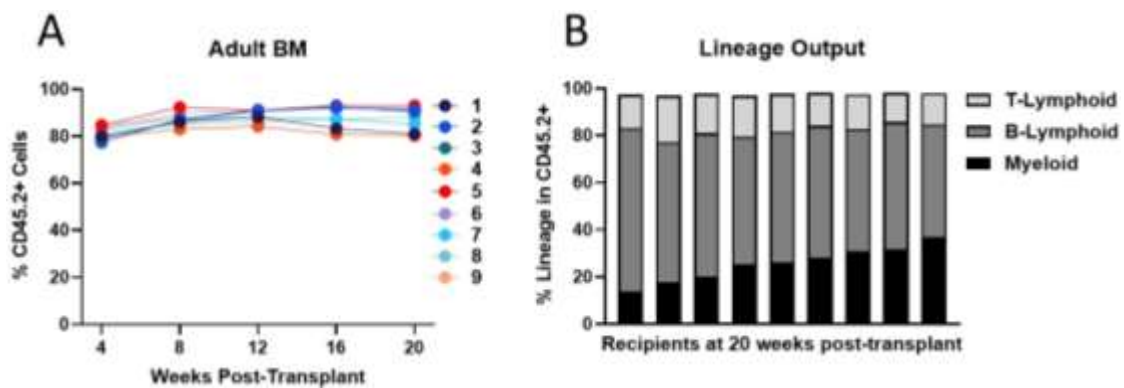 A
Adult BM
% CD45.2+ Cells
100
80
60
40
20
0
4 8 12 16 20
Weeks Post-Transplant
1
2
3
4
5
6
7
8
9
B
Lineage Output
% Lineage in CD45.2+
100
80
60
40
20
0
Recipients at 20 weeks post-transplant
T-Lymphoid
B-Lymphoid
Myeloid